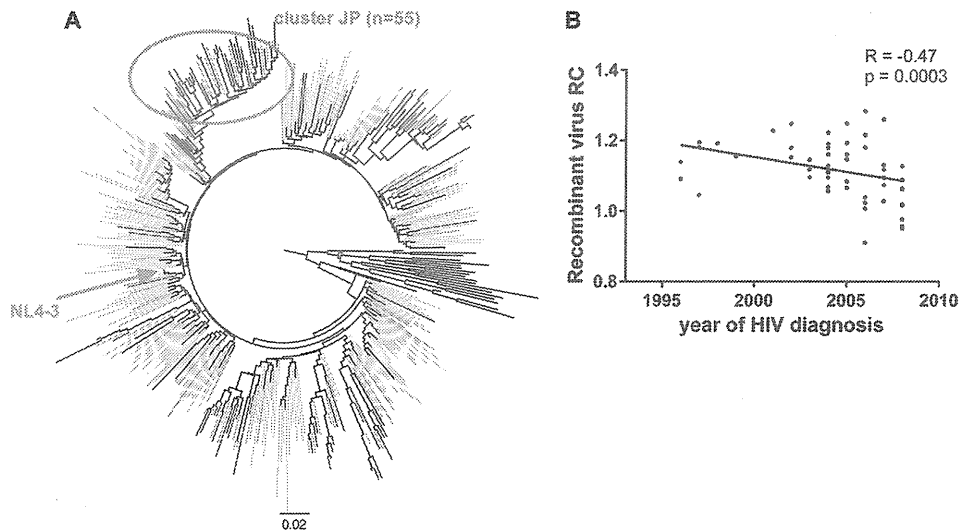 A
cluster JP (n=55)
NL4-3
0.02
B
R = -0.47
p = 0.0003
Recombinant virus RC
1.4
1.2
1.0
0.8
1995
2000
2005
2010
year of HIV diagnosis